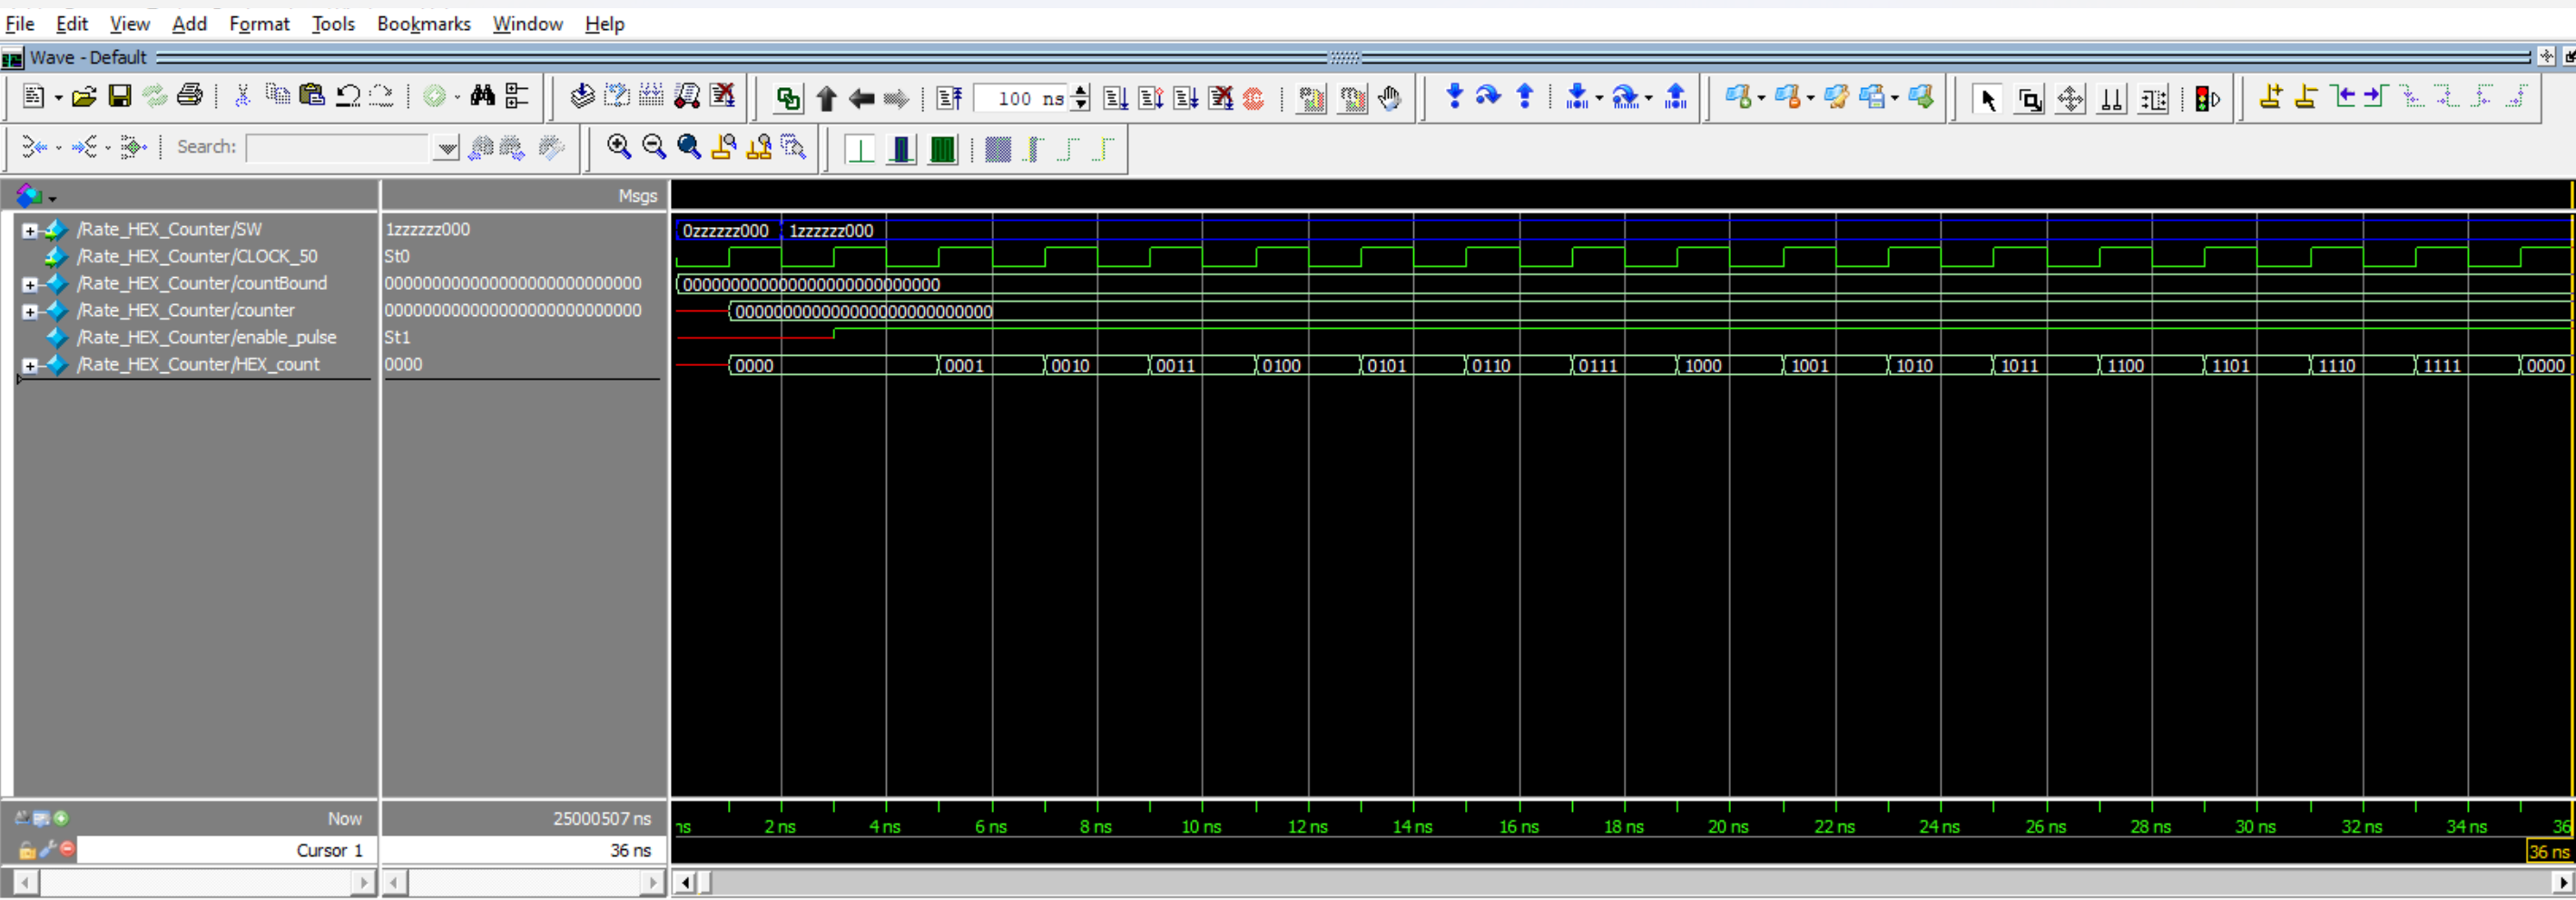 File Edit View Add Format Tools Bookmarks Window Help
Wave - Default
100 ns
Search:
Msgs
/Rate_HEX_Counter/SW 1zzzzzz000 0zzzzzz000 1zzzzzz000
/Rate_HEX_Counter/CLOCK_50 St0
/Rate_HEX_Counter/countBound 000000000000000000000000000 000000000000000000000000000
/Rate_HEX_Counter/counter 000000000000000000000000000 000000000000000000000000000
/Rate_HEX_Counter/enable_pulse St1
/Rate_HEX_Counter/HEX_count 0000 0000 0001 0010 0011 0100 0101 0110 0111 1000 1001 1010 1011 1100 1101 1110 1111 0000
Now 25000507 ns ns 2 ns 4 ns 6 ns 8 ns 10 ns 12 ns 14 ns 16 ns 18 ns 20 ns 22 ns 24 ns 26 ns 28 ns 30 ns 32 ns 34 ns 36
Cursor 1 36 ns 36 ns